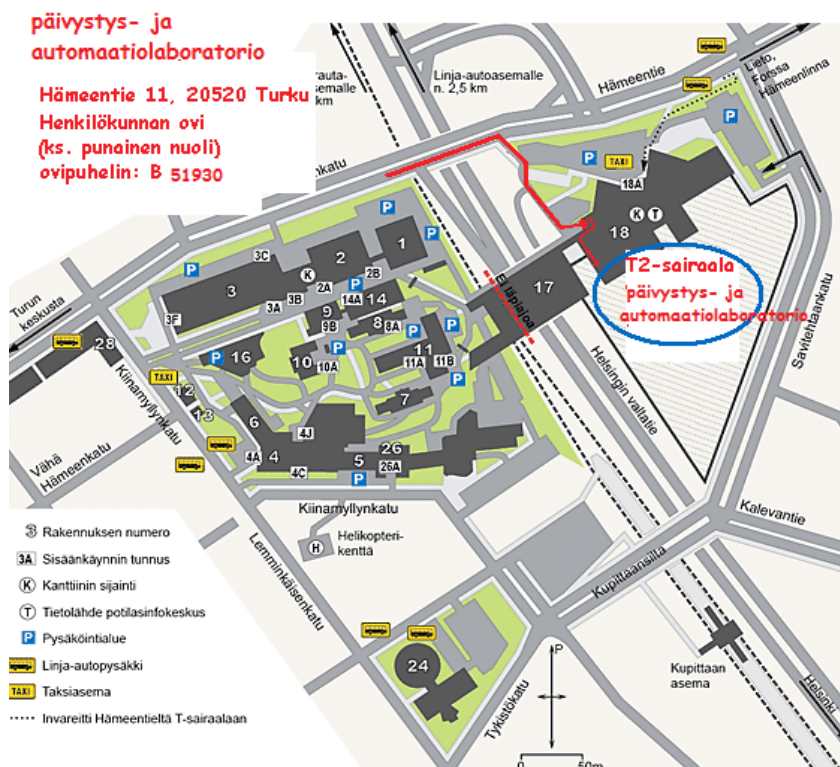 päivystys- ja
automaatiolaboratorio
Hämeentie 11, 20520 Turku
Henkilökunnan ovi
(ks. punainen nuoli)
ovipuhelin: B 51930
Linja-autoasemalle
n. 2,5 km
Hämeentie
Lieto,
Forssa
Hämeenlinna
P
P
TAXI
18A
K T
18
T2-sairaala
päivystys- ja
automaatiolaboratorio
17
Ei läpiajoa
Helsingin valtatie
Savitehtaankatu
P
P
P
1
2
3C
K
2B
P
2A
14A
14
3
3B
3A
9
9B
8
8A
P
P
3F
Turun
keskusta
28
P
16
10
10A
P
11
11A
11B
P
TAXI
12
13
7
6
4J
4A
4
4C
5
P
26
26A
Kiinamyllynkatu
Vähä
Hämeenkatu
Kiinamyllynkatu
H
Helikopteri-
kenttä
Lemminkäisenkatu
Kalevantie
Kupittaansilta
Kupittaan
asema
Helsinki
24
Tykistökatu
P
0 50m
3 Rakennuksen numero
3A Sisäänkäynnin tunnus
K Kanttiinin sijainti
T Tietolähde potilasinfokeskus
P Pysäköintialue
Linja-autopysäkki
TAXI Taksiasema
Invareitti Hämeentieltä T-sairaalaan